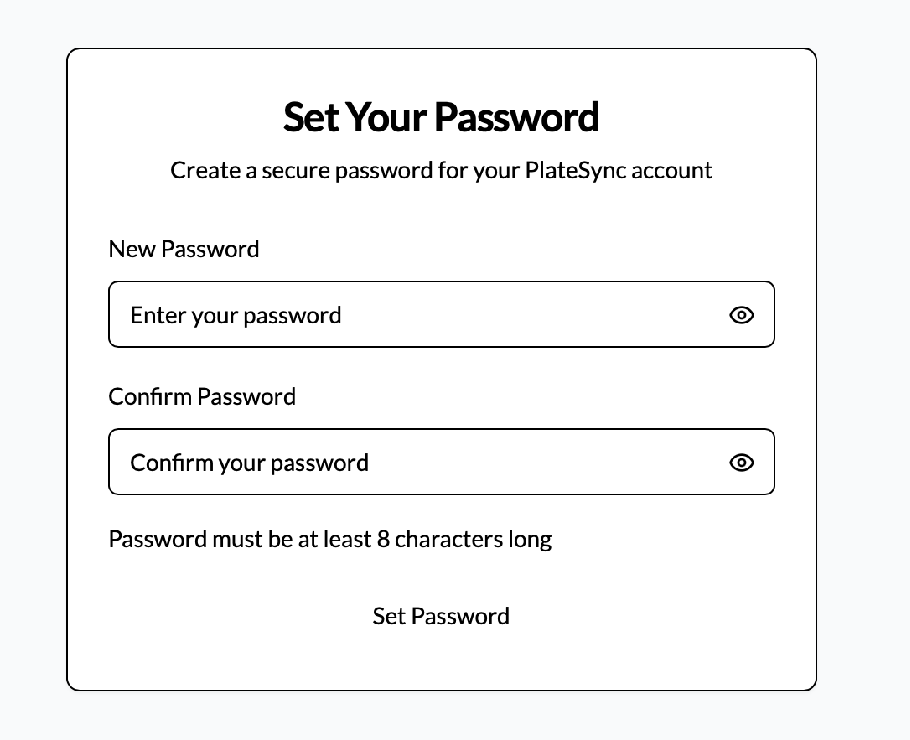 Set Your Password
Create a secure password for your PlateSync account
New Password
Enter your password
Confirm Password
Confirm your password
Password must be at least 8 characters long
Set Password